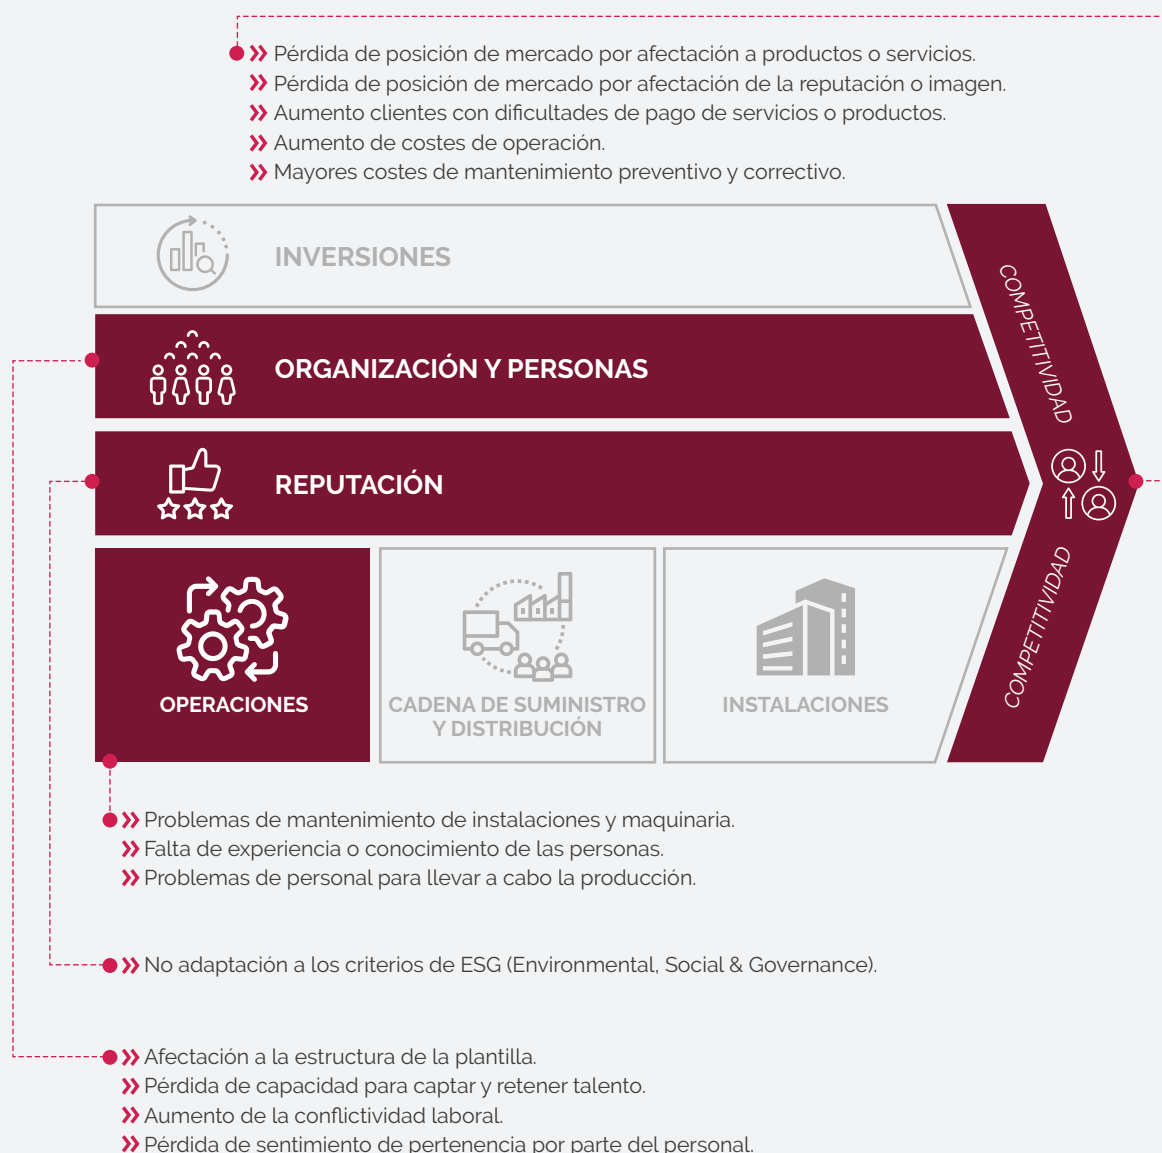 Pérdida de posición de mercado por afectación a productos o servicios.
Pérdida de posición de mercado por afectación de la reputación o imagen.
Aumento clientes con dificultades de pago de servicios o productos.
Aumento de costes de operación.
Mayores costes de mantenimiento preventivo y correctivo.
INVERSIONES
ORGANIZACIÓN Y PERSONAS
REPUTACIÓN
COMPETITIVIDAD
COMPETITIVIDAD
OPERACIONES
CADENA DE SUMINISTRO
Y DISTRIBUCIÓN
INSTALACIONES
Problemas de mantenimiento de instalaciones y maquinaria.
Falta de experiencia o conocimiento de las personas.
Problemas de personal para llevar a cabo la producción.
No adaptación a los criterios de ESG (Environmental, Social & Governance).
Afectación a la estructura de la plantilla.
Pérdida de capacidad para captar y retener talento.
Aumento de la conflictividad laboral.
Pérdida de sentimiento de pertenencia por parte del personal.